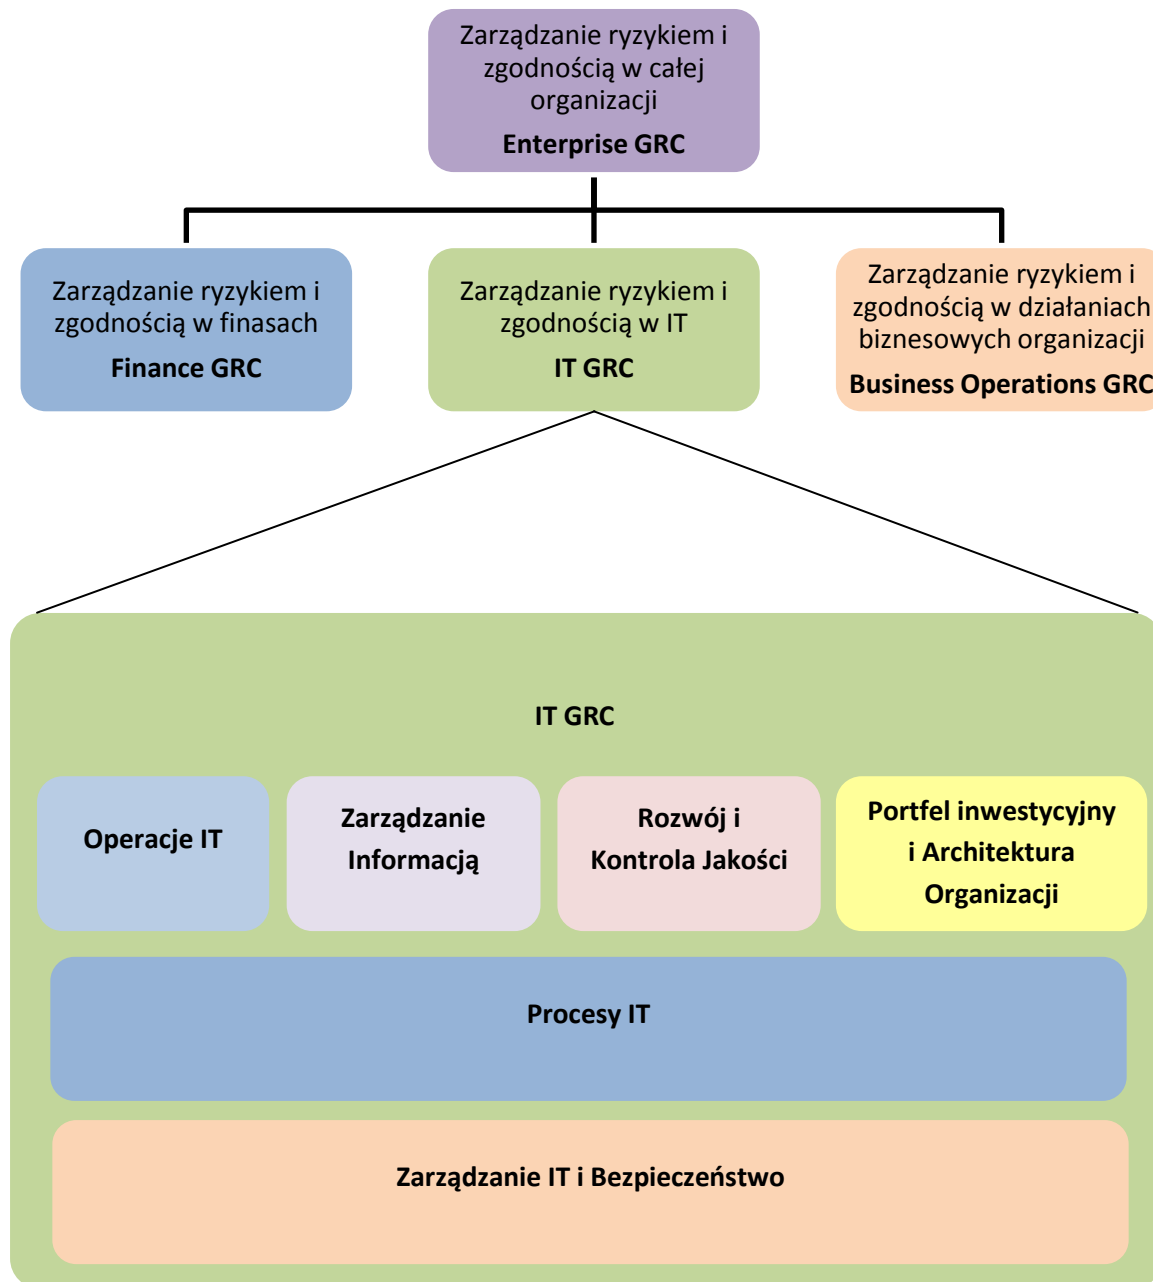 Zarządzanie ryzykiem i
zgodnością w całej
organizacji
Enterprise GRC
Zarządzanie ryzykiem i
zgodnością w finasach
Finance GRC
Zarządzanie ryzykiem i
zgodnością w IT
IT GRC
Zarządzanie ryzykiem i
zgodnością w działaniach
biznesowych organizacji
Business Operations GRC
IT GRC
Operacje IT
Zarządzanie
Informacją
Rozwój i
Kontrola Jakości
Portfel inwestycyjny
i Architektura
Organizacji
Procesy IT
Zarządzanie IT i Bezpieczeństwo